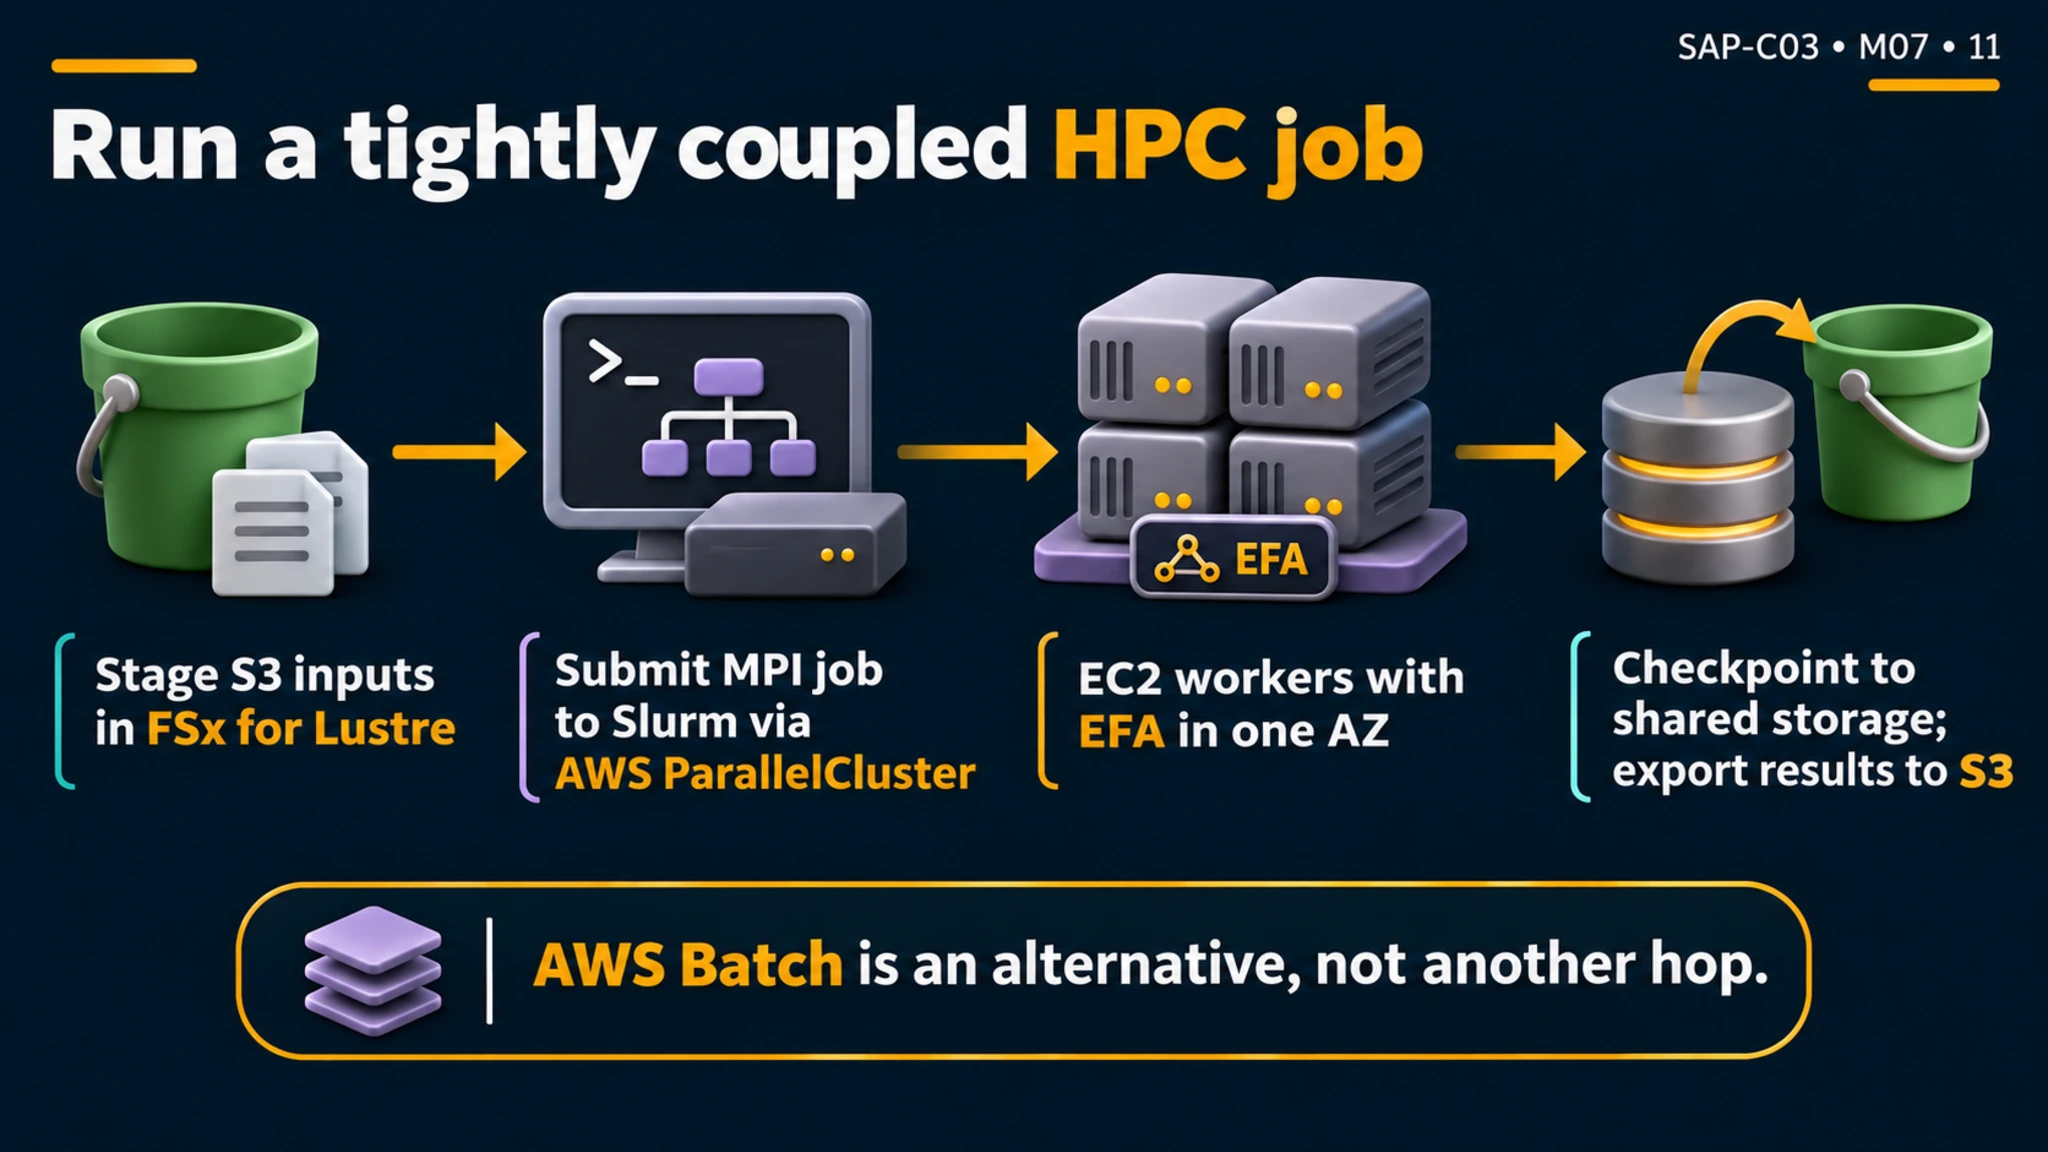 SAP-C03 • M07 • 11
Run a tightly coupled HPC job
>_
EFA
Stage S3 inputs
in FSx for Lustre
Submit MPI job
to Slurm via
AWS ParallelCluster
EC2 workers with
EFA in one AZ
Checkpoint to
shared storage;
export results to S3
AWS Batch is an alternative, not another hop.